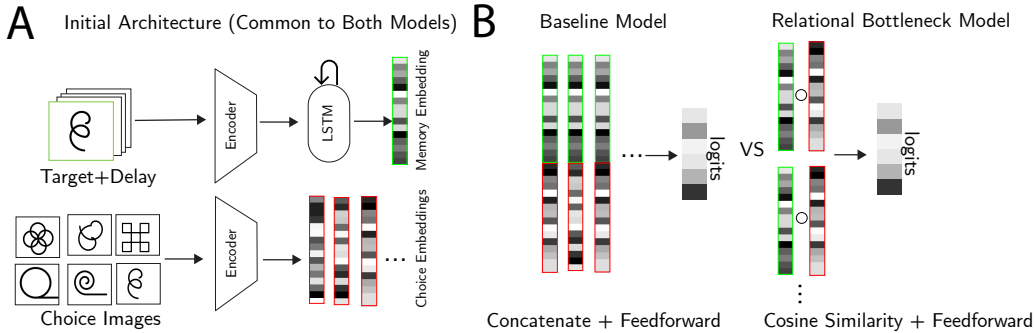 A
Initial Architecture (Common to Both Models)
Target+Delay
Encoder
LSTM
Memory Embedding
Choice Images
Encoder
...
Choice Embeddings
B
Baseline Model
...
logits
Concatenate + Feedforward
VS
Relational Bottleneck Model
logits
Cosine Similarity + Feedforward